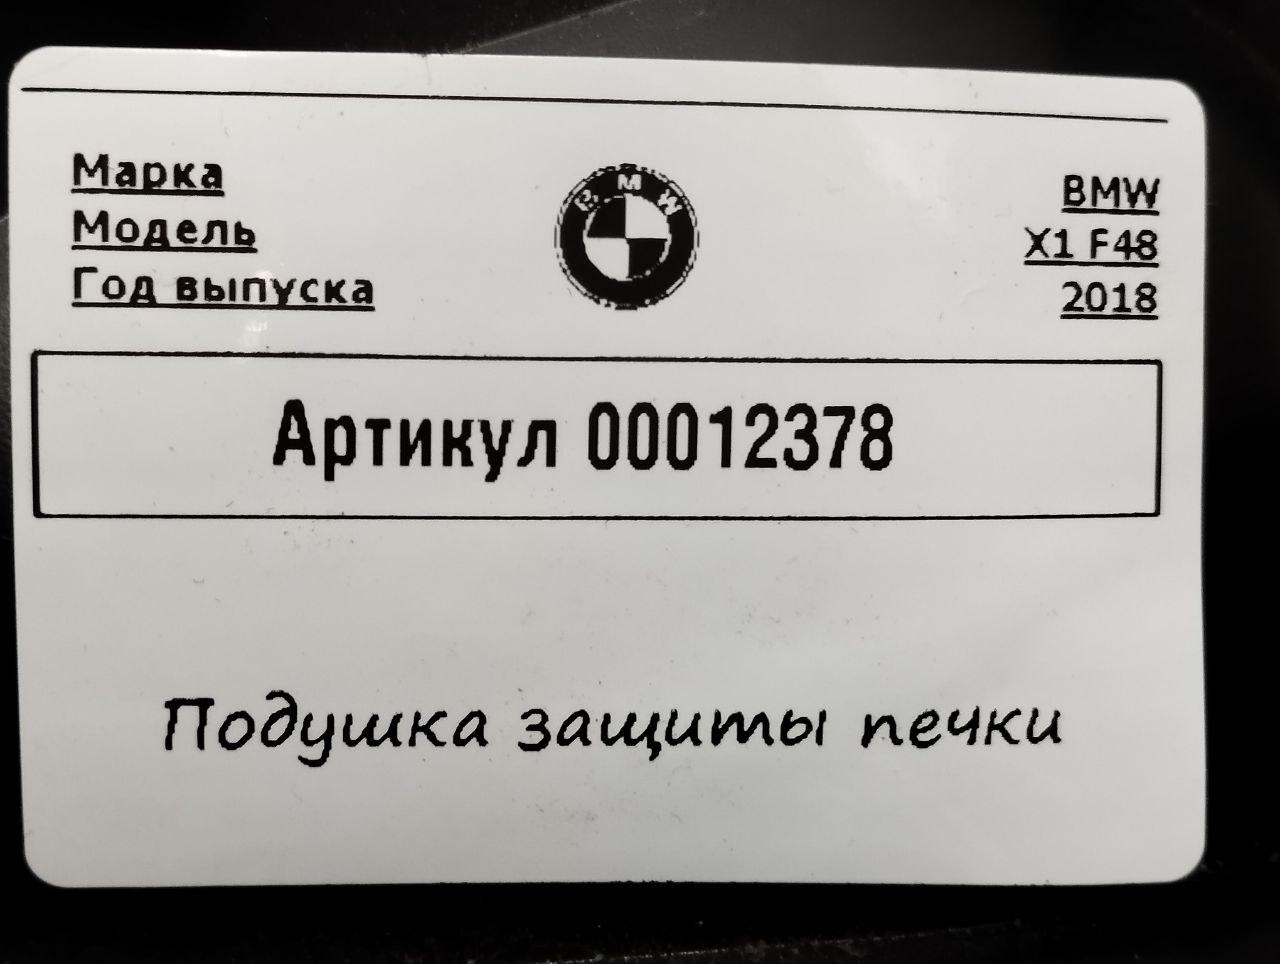 Марка
Модель
Год выпуска
BMW
BMW
X1 F48
2018
Артикул 00012378
Подушка защиты печки